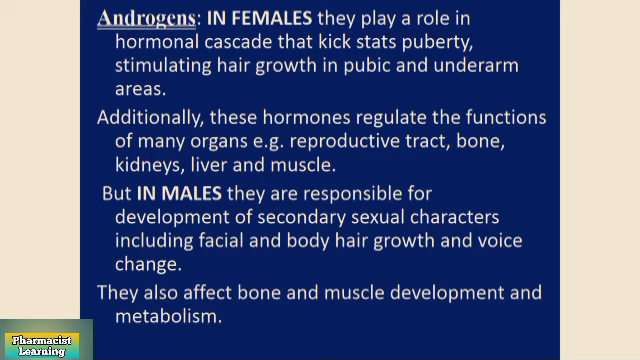 Androgens: IN FEMALES they play a role in
hormonal cascade that kick stats puberty,
stimulating hair growth in pubic and underarm
areas.
Additionally, these hormones regulate the functions
of many organs e.g. reproductive tract, bone,
kidneys, liver and muscle.
But IN MALES they are responsible for
development of secondary sexual characters
including facial and body hair growth and voice
change.
They also affect bone and muscle development and
metabolism.
Pharmacist
Learning